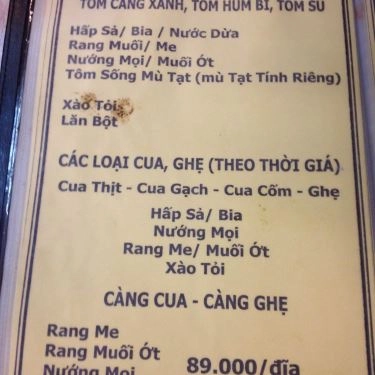 TÔM CÀNG XANH, TÔM HÙM BI, TÔM SÚ
Hấp Sả/ Bia / Nước Dừa
Rang Muối/ Me
Nướng Mọi/ Muối Ớt
Tôm Sống Mù Tạt (mù Tạt Tính Riêng)
Xào Tỏi
Lăn Bột
CÁC LOẠI CUA, GHẸ (THEO THỜI GIÁ)
Cua Thịt - Cua Gạch - Cua Cốm - Ghẹ
Hấp Sả/ Bia
Nướng Mọi
Rang Me/ Muối Ớt
Xào Tỏi
CÀNG CUA - CÀNG GHẸ
Rang Me
Rang Muối Ớt
Nướng Mọi
89.000/đĩa